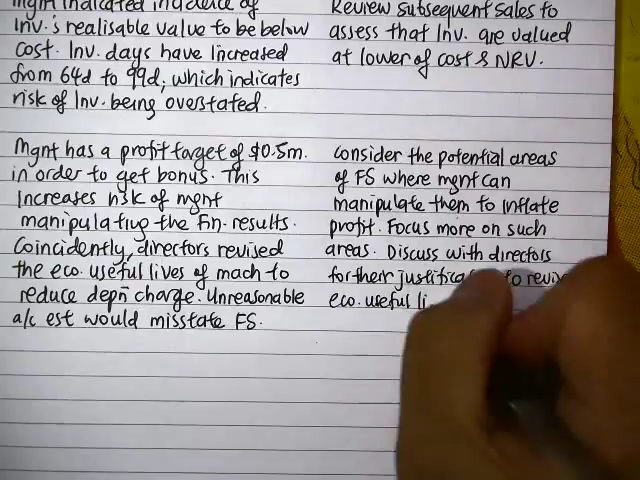 mgnt indicated incidence of
Inv.'s realisable value to be below
cost. Inv. days have increased
from 64d to 99d, which indicates
risk of Inv. being overstated.
Review subsequent sales to
assess that Inv. are valued
at lower of cost & NRV.
Mgnt has a profit target of $0.5m.
in order to get bonus. This
increases risk of mgnt
manipulating the Fin. results.
Coincidently, directors revised
the eco. useful lives of mach to
reduce depn charge. Unreasonable
a/c est would misstate FS.
Consider the potential areas
of FS where mgnt can
manipulate them to inflate
profit. Focus more on such
areas. Discuss with directors
for their to
eco. useful